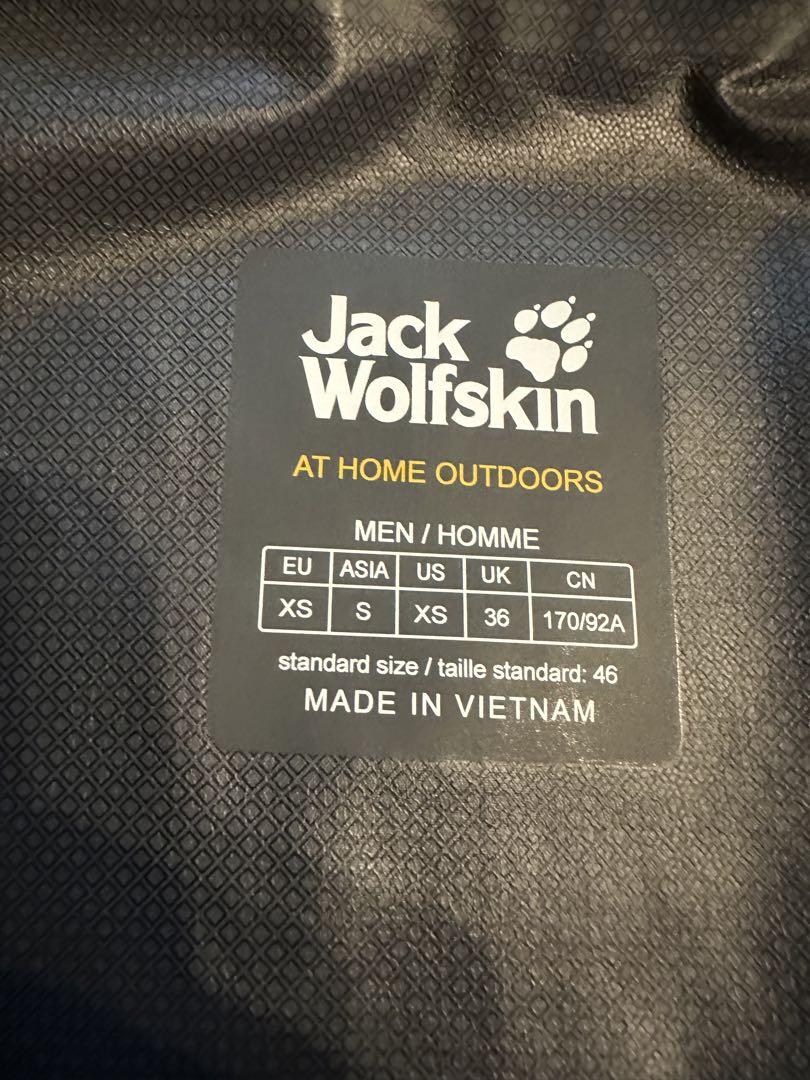 Jack
Wolfskin
AT HOME OUTDOORS
MEN / HOMME
EU ASIA US UK CN
XS S XS 36 170/92A
standard size / taille standard: 46
MADE IN VIETNAM